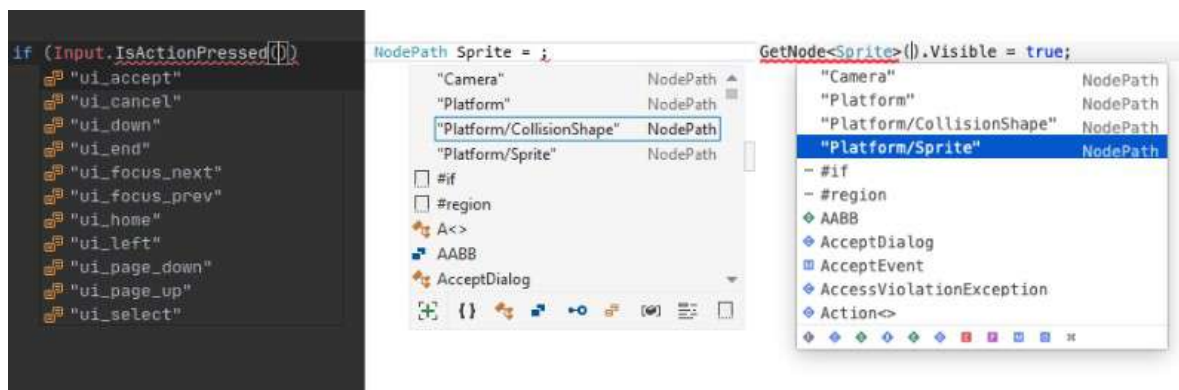 if (Input.IsActionPressed())
"ui_accept"
"ui_cancel"
"ui_down"
"ui_end"
"ui_focus_next"
"ui_focus_prev"
"ui_home"
"ui_left"
"ui_page_down"
"ui_page_up"
"ui_select"
NodePath Sprite = ;
"Camera" NodePath
"Platform" NodePath
"Platform/CollisionShape" NodePath
"Platform/Sprite" NodePath
#if
#region
A<>
AABB
AcceptDialog
GetNode<Sprite>().Visible = true;
"Camera" NodePath
"Platform" NodePath
"Platform/CollisionShape" NodePath
"Platform/Sprite" NodePath
#if
#region
AABB
AcceptDialog
AcceptEvent
AccessViolationException
Action<>